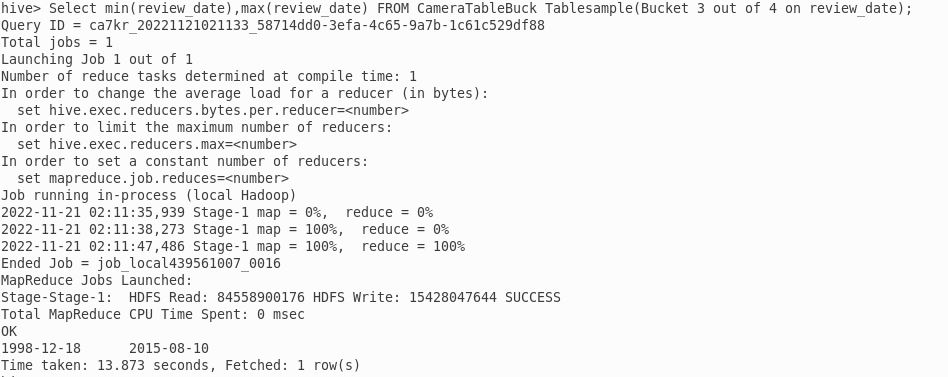 hive> Select min(review_date),max(review_date) FROM CameraTableBuck Tablesample(Bucket 3 out of 4 on review_date);
Query ID = ca7kr_20221121021133_58714dd0-3efa-4c65-9a7b-1c61c529df88
Total jobs = 1
Launching Job 1 out of 1
Number of reduce tasks determined at compile time: 1
In order to change the average load for a reducer (in bytes):
  set hive.exec.reducers.bytes.per.reducer=<number>
In order to limit the maximum number of reducers:
  set hive.exec.reducers.max=<number>
In order to set a constant number of reducers:
  set mapreduce.job.reduces=<number>
Job running in-process (local Hadoop)
2022-11-21 02:11:35,939 Stage-1 map = 0%,  reduce = 0%
2022-11-21 02:11:38,273 Stage-1 map = 100%,  reduce = 0%
2022-11-21 02:11:47,486 Stage-1 map = 100%,  reduce = 100%
Ended Job = job_local439561007_0016
MapReduce Jobs Launched:
Stage-Stage-1:  HDFS Read: 84558900176 HDFS Write: 15428047644 SUCCESS
Total MapReduce CPU Time Spent: 0 msec
OK
1998-12-18      2015-08-10
Time taken: 13.873 seconds, Fetched: 1 row(s)